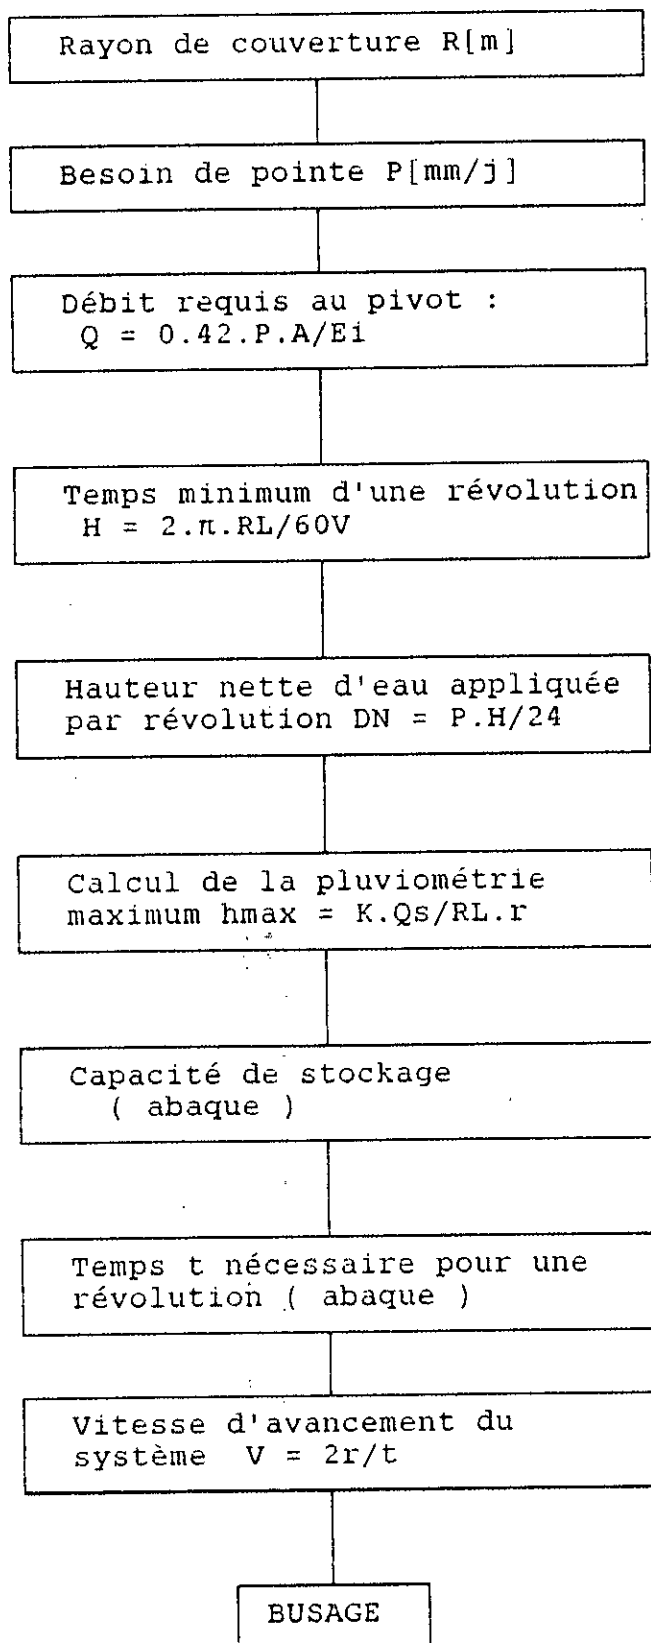 Rayon de couverture R[m]
Besoin de pointe P[mm/j]
Débit requis au pivot :
Q = 0.42.P.A/Ei
Temps minimum d'une révolution
H = 2.π.RL/60V
Hauteur nette d'eau appliquée
par révolution DN = P.H/24
Calcul de la pluviométrie
maximum hmax = K.Qs/RL.r
Capacité de stockage
( abaque )
Temps t nécessaire pour une
révolution ( abaque )
Vitesse d'avancement du
système V = 2r/t
BUSAGE